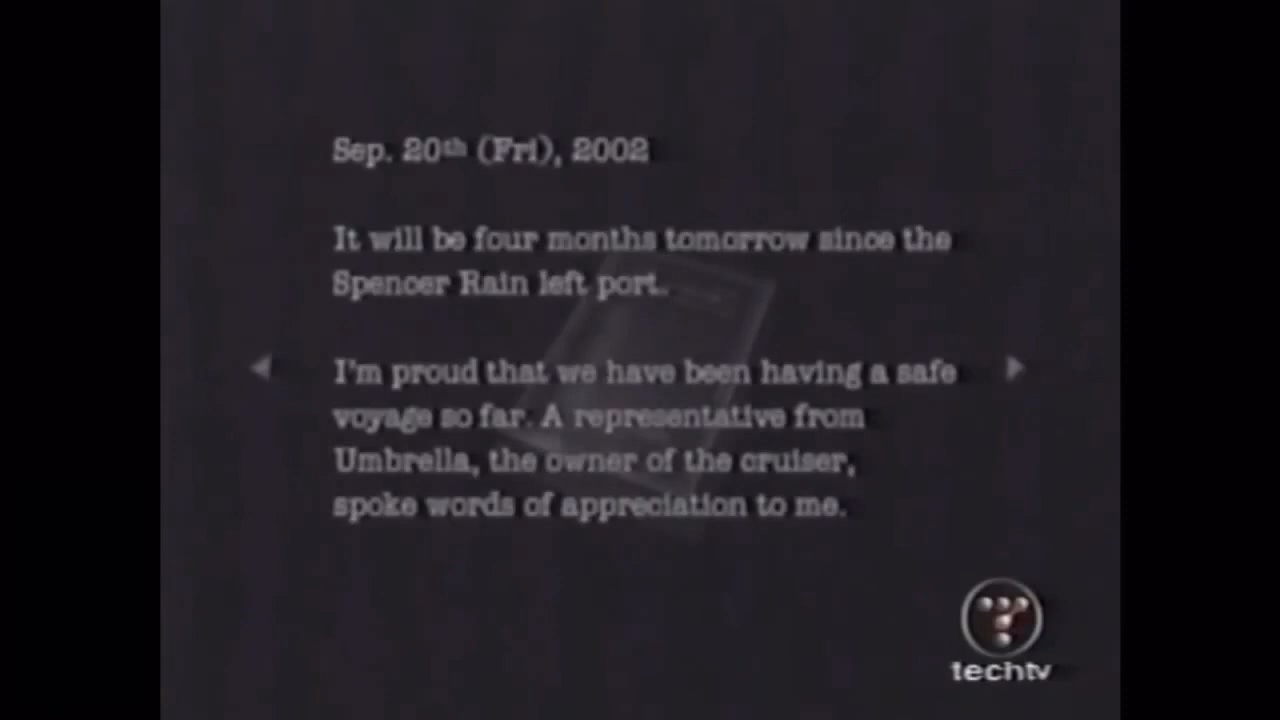 Sep. 20th (Fri), 2002
It will be four months tomorrow since the
Spencer Rain left port.
I'm proud that we have been having a safe
voyage so far. A representative from
Umbrella, the owner of the cruiser,
spoke words of appreciation to me.
techtv